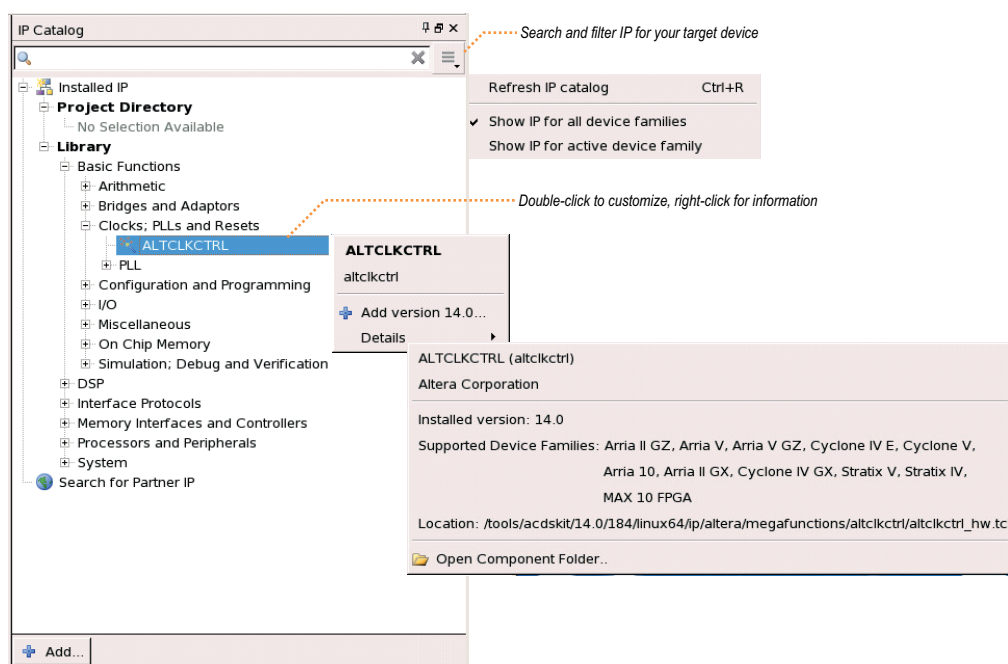 IP Catalog
Search and filter IP for your target device
Installed IP
Project Directory
No Selection Available
Library
Basic Functions
Arithmetic
Bridges and Adaptors
Clocks; PLLs and Resets
ALTCLKCTRL
PLL
Configuration and Programming
I/O
Miscellaneous
On Chip Memory
Simulation; Debug and Verification
DSP
Interface Protocols
Memory Interfaces and Controllers
Processors and Peripherals
System
Search for Partner IP
Add...
Refresh IP catalog Ctrl+R
Show IP for all device families
Show IP for active device family
Double-click to customize, right-click for information
ALTCLKCTRL
altclkctrl
Add version 14.0...
Details
ALTCLKCTRL (altclkctrl)
Altera Corporation
Installed version: 14.0
Supported Device Families: Arria II GZ, Arria V, Arria V GZ, Cyclone IV E, Cyclone V,
Arria 10, Arria II GX, Cyclone IV GX, Stratix V, Stratix IV,
MAX 10 FPGA
Location: /tools/acdskit/14.0/184/linux64/ip/altera/megafunctions/altclkctrl/altclkctrl_hw.tc
Open Component Folder..